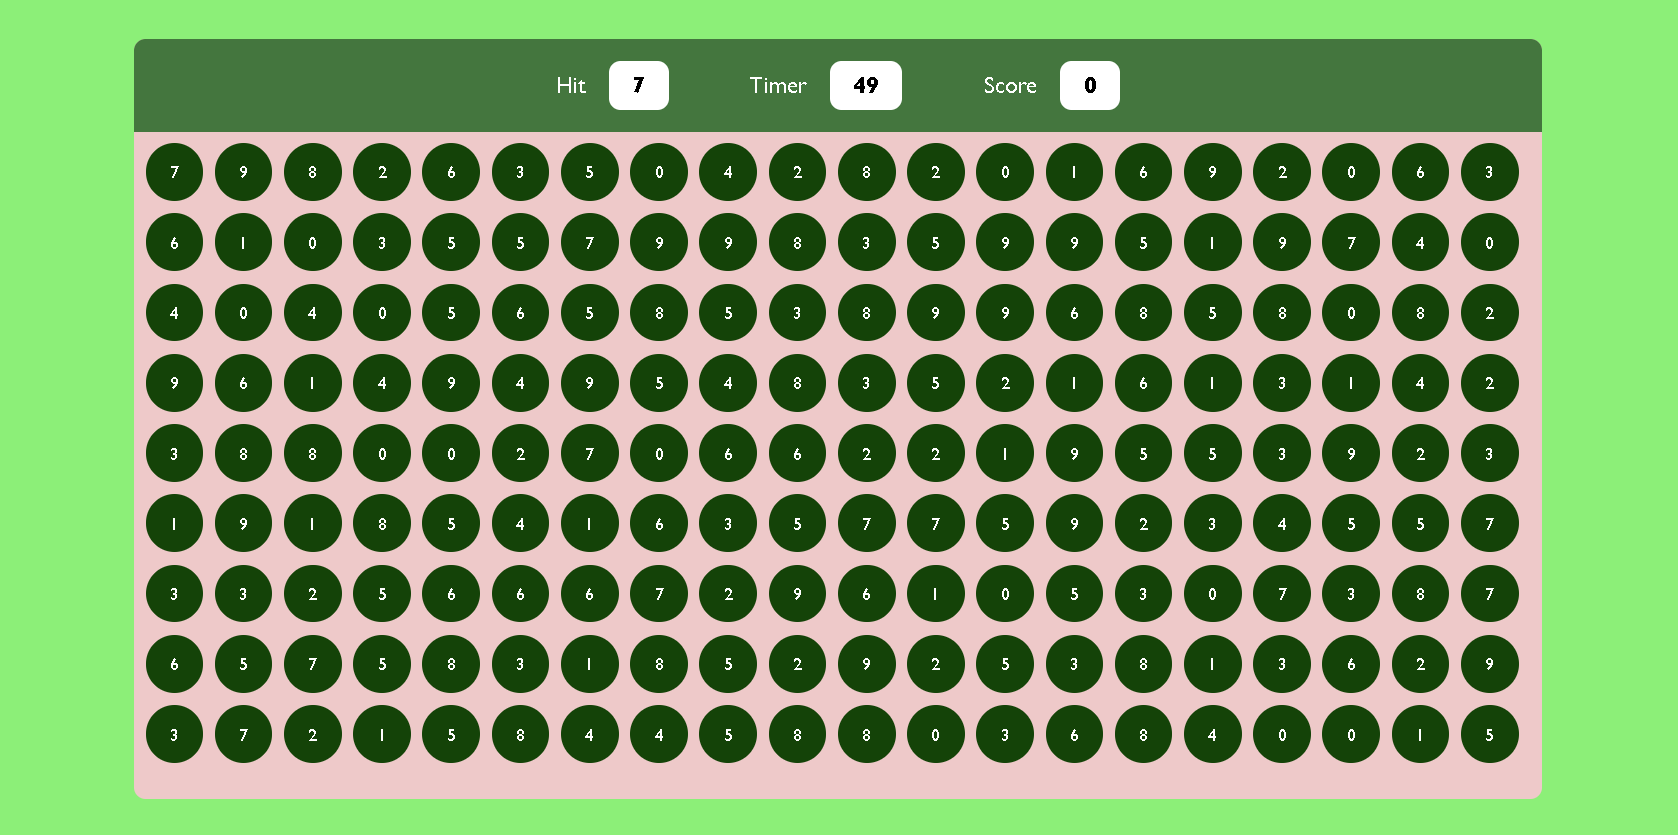 Hit 7 Timer 49 Score 0
7 9 8 2 6 3 5 0 4 2 8 2 0 1 6 9 2 0 6 3
6 1 0 3 5 5 7 9 9 8 3 5 9 9 5 1 9 7 4 0
4 0 4 0 5 6 5 8 5 3 8 9 9 6 8 5 8 0 8 2
9 6 1 4 9 4 9 5 4 8 3 5 2 1 6 1 3 1 4 2
3 8 8 0 0 2 7 0 6 6 2 2 1 9 5 5 3 9 2 3
1 9 1 8 5 4 1 6 3 5 7 7 5 9 2 3 4 5 5 7
3 3 2 5 6 6 6 7 2 9 6 1 0 5 3 0 7 3 8 7
6 5 7 5 8 3 1 8 5 2 9 2 5 3 8 1 3 6 2 9
3 7 2 1 5 8 4 4 5 8 8 0 3 6 8 4 0 0 1 5